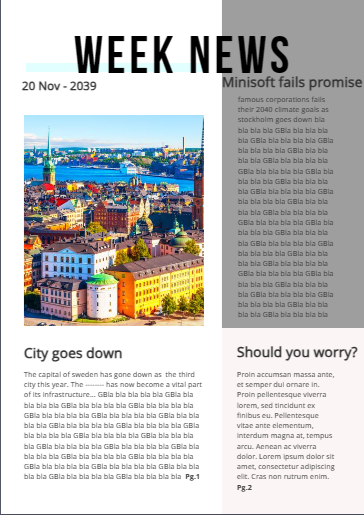 WEEK NEWS
20 Nov - 2039
Minisoft fails promise
famous corporations fails
their 2040 climate goals as
stockholm goes down bla
bla bla bla GBla bla bla bla
bla GBla bla bla bla bla GBla
bla bla bla GBla bla bla bla
bla bla bla GBla bla bla bla
GBla bla bla bla bla bla GBla
bla bla bla GBla bla bla bla
bla bla bla GBla bla bla bla
bla bla bla GBla bla bla bla
bla bla bla GBla bla bla bla
bla bla GBla bla bla bla GBla
bla bla bla GBla bla bla bla
bla GBla bla bla bla bla GBla
bla bla bla GBla bla bla bla
bla bla bla GBla bla bla bla
GBla bla bla bla bla GBla bla
bla bla bla GBla bla bla bla
bla bla bla GBla bla bla GBla
bla bla bla GBla bla bla bla
bla bla bla GBla bla bla bla
City goes down
The capital of sweden has gone down as the third
city this year. The -------- has now become a vital part
of its infrastructure... GBla bla bla bla GBla bla
bla bla bla GBla bla bla bla GBla bla bla bla
GBla bla bla bla GBla bla bla bla GBla bla bla
bla bla GBla bla bla bla bla GBla bla bla bla
bla bla bla GBla bla bla bla GBla bla bla bla
bla bla GBla bla bla bla bla GBla bla bla bla
bla bla bla GBla bla bla bla GBla bla bla bla
GBla bla bla bla GBla bla bla bla GBla bla bla
bla bla bla GBla bla bla bla GBla bla bla bla Pg.1
Should you worry?
Proin accumsan massa ante,
et semper dui ornare in.
Proin pellentesque viverra
lorem, sed tincidunt ex
finibus eu. Pellentesque
vitae ante elementum,
interdum magna at, tempus
arcu. Aenean ac viverra
dolor. Lorem ipsum dolor sit
amet, consectetur adipiscing
elit. Cras non rutrum enim.
Pg.2